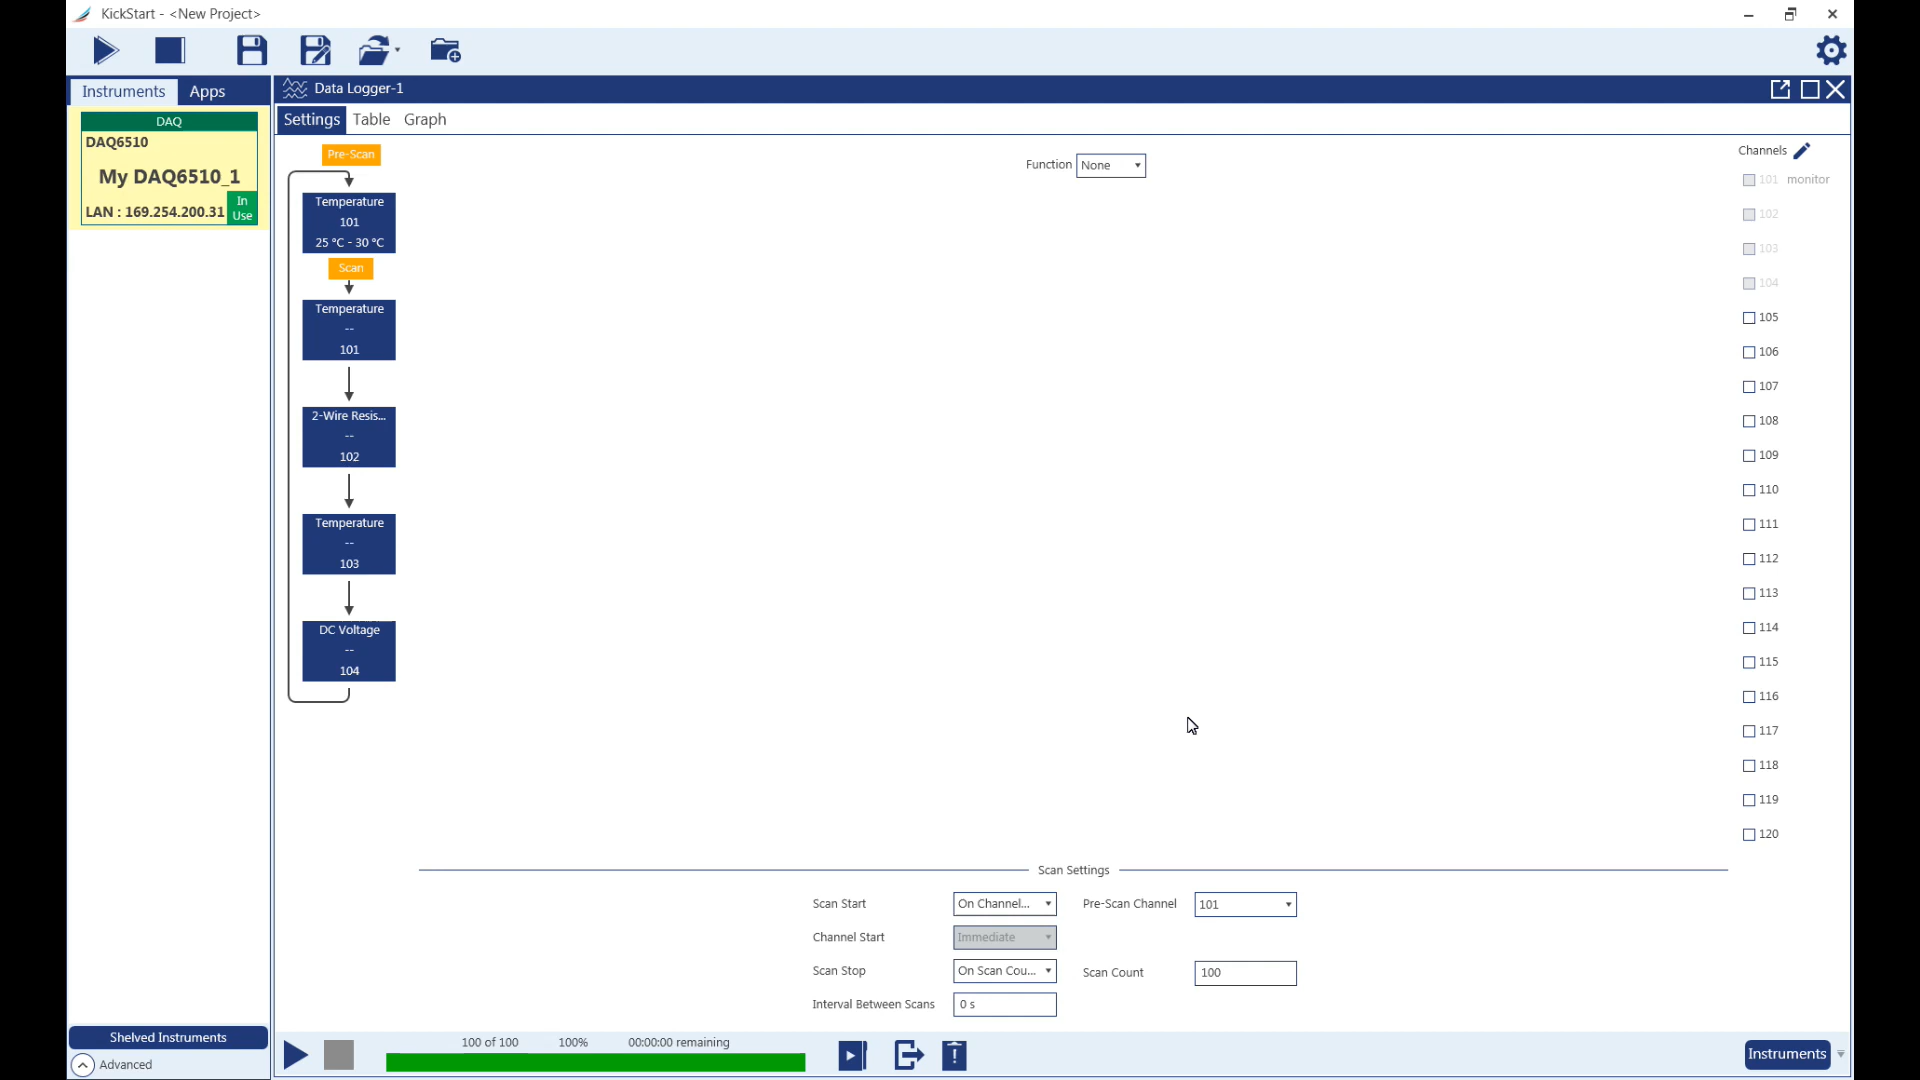 KickStart - <New Project>
Instruments Apps
Data Logger-1
DAQ
DAQ6510
My DAQ6510_1
LAN : 169.254.200.31
In
Use
Settings Table Graph
Pre-Scan
Temperature
101
25 °C - 30 °C
Scan
Temperature
--
101
2-Wire Resis...
--
102
Temperature
--
103
DC Voltage
--
104
Function None
Channels
101 monitor
102
103
104
105
106
107
108
109
110
111
112
113
114
115
116
117
118
119
120
Scan Settings
Scan Start On Channel... Pre-Scan Channel 101
Channel Start Immediate
Scan Stop On Scan Cou... Scan Count 100
Interval Between Scans 0 s
Shelved Instruments
Advanced
100 of 100 100% 00:00:00 remaining
Instruments